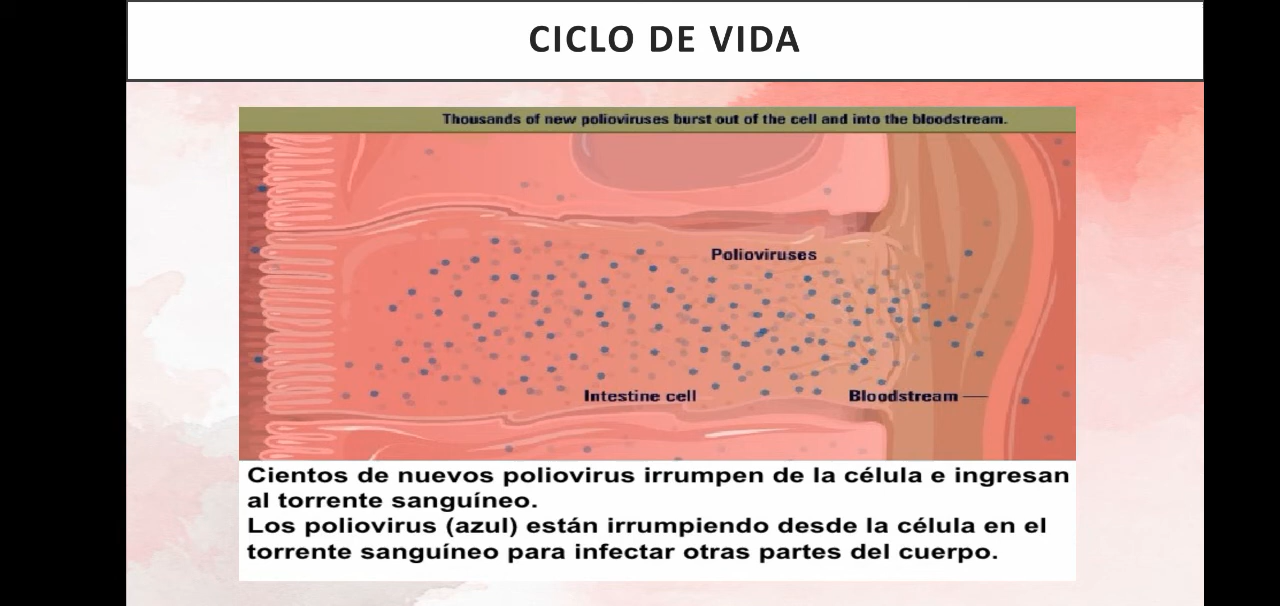 CICLO DE VIDA
Thousands of new polioviruses burst out of the cell and into the bloodstream.
Polioviruses
Intestine cell
Bloodstream
Cientos de nuevos poliovirus irrumpen de la célula e ingresan
al torrente sanguíneo.
Los poliovirus (azul) están irrumpiendo desde la célula en el
torrente sanguíneo para infectar otras partes del cuerpo.